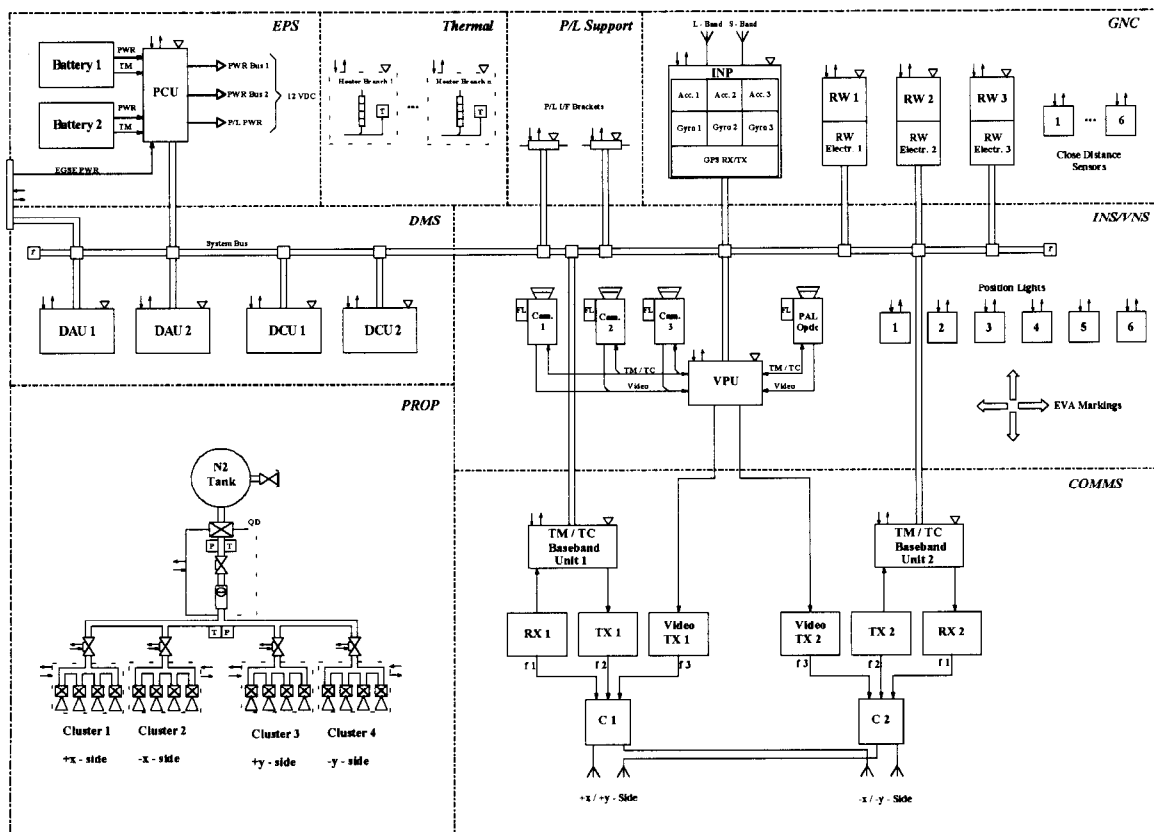 EPS
Thermal
P/L Support
GNC
Battery 1
PWR
TM
Battery 2
PWR
TM
PCU
PWR Bus 1
PWR Bus 2
P/L PWR
12 VDC
EGSE PWR
Heater Branch 1
T
...
Heater Branch n
T
P/L I/F Brackets
L - Band
S - Band
INP
Acc. 1
Acc. 2
Acc. 3
Gyro 1
Gyro 2
Gyro 3
GPS RX/TX
RW 1
RW
Electr. 1
RW 2
RW
Electr. 2
RW 3
RW
Electr. 3
1
...
6
Close Distance
Sensors
DMS
INS/VNS
System Bus
DAU 1
DAU 2
DCU 1
DCU 2
FL
Cam.
1
FL
Cam.
2
FL
Cam.
3
FL
PAL
Optic
TM / TC
Video
VPU
TM / TC
Video
Position Lights
1
2
3
4
5
6
EVA Markings
PROP
N2
Tank
QD
P
T
T
P
Cluster 1
+x - side
Cluster 2
-x - side
Cluster 3
+y - side
Cluster 4
-y - side
COMMS
TM / TC
Baseband
Unit 1
TM / TC
Baseband
Unit 2
RX 1
TX 1
Video
TX 1
Video
TX 2
TX 2
RX 2
f 1
f 2
f 3
f 3
f 2
f 1
C 1
C 2
+x / +y - Side
-x / -y - Side